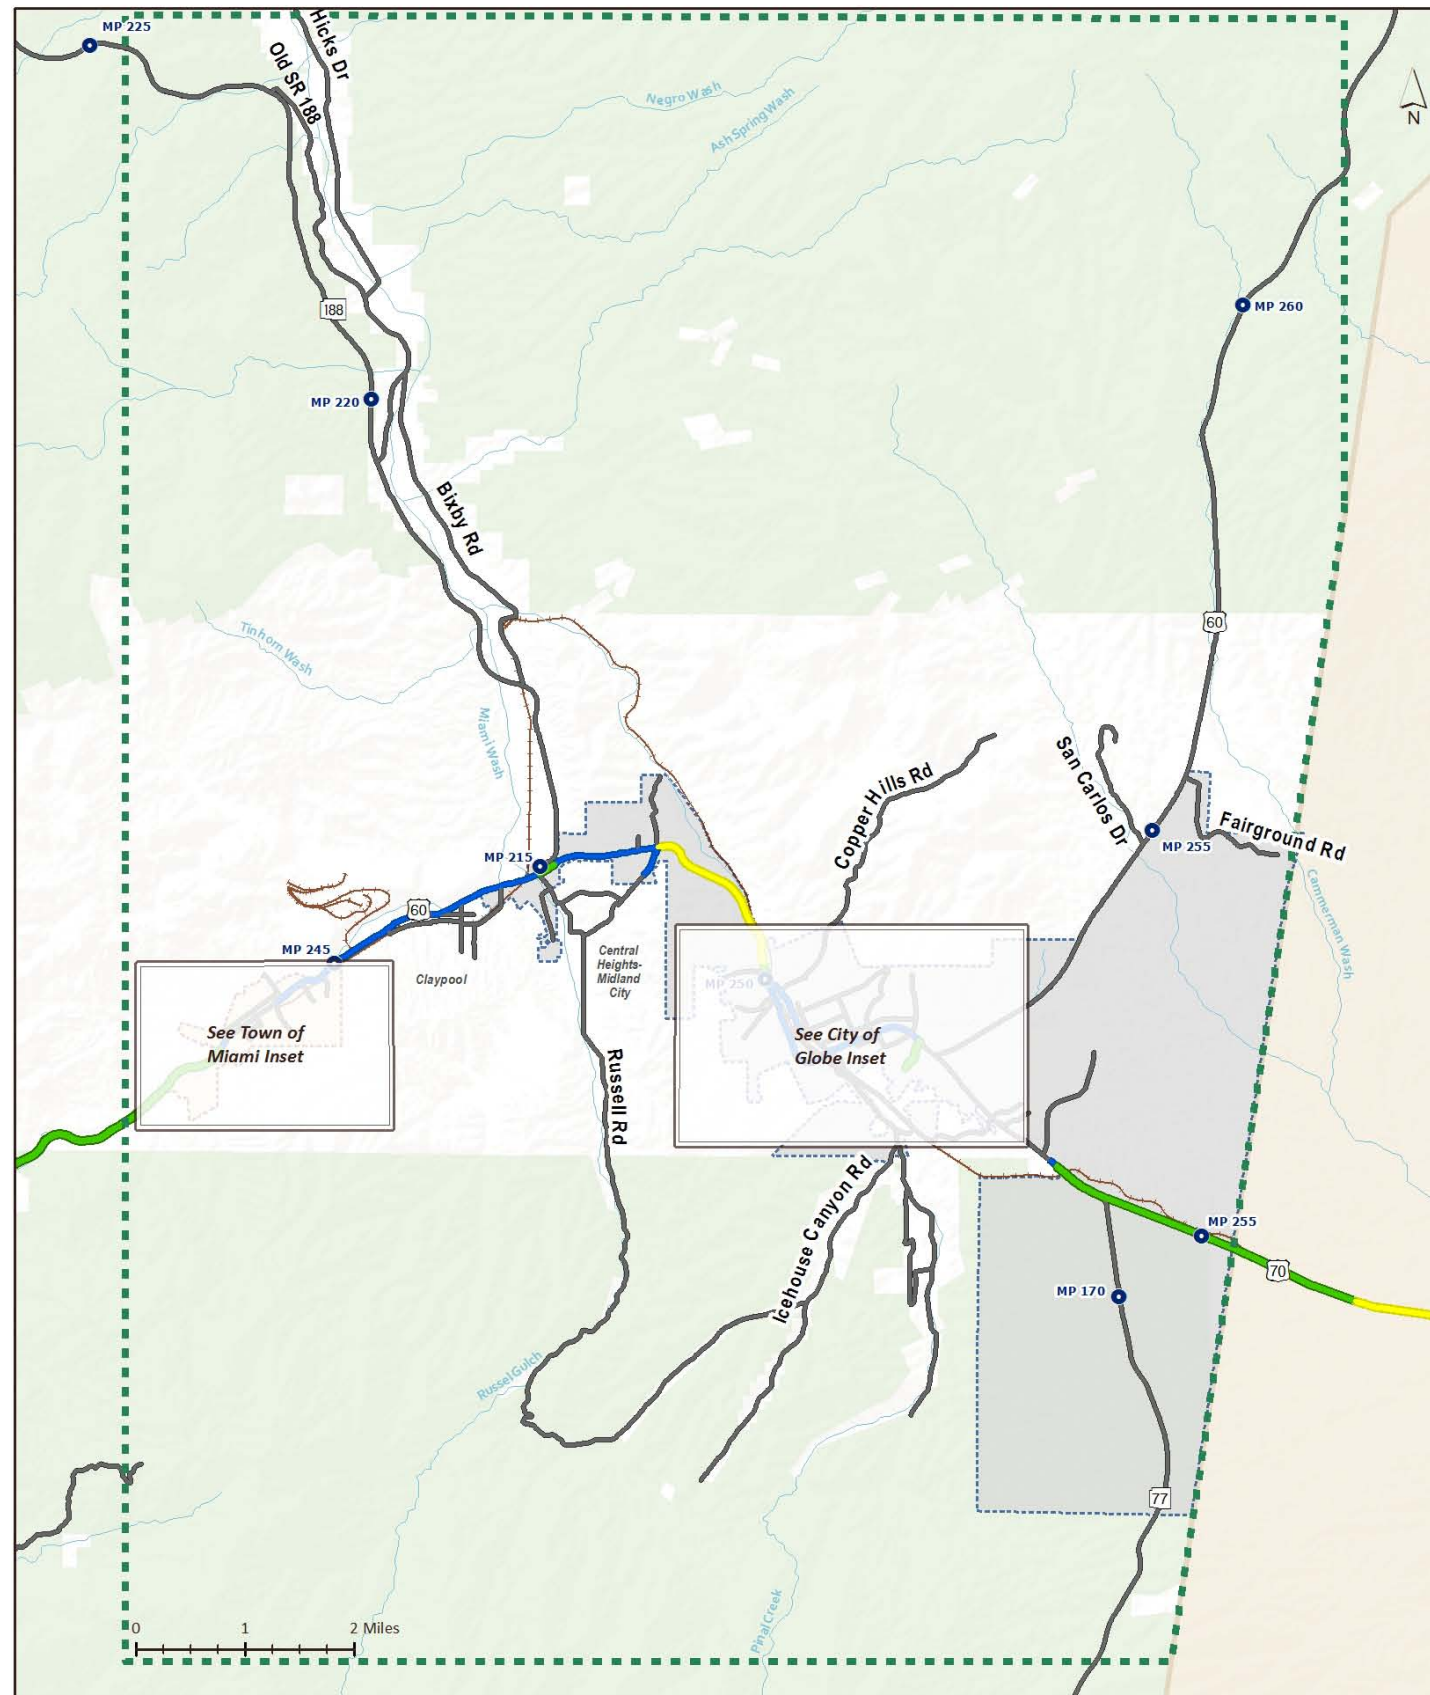 MP 225
Hicks Dr
Old SR 188
Negro Wash
Ash Spring Wash
N
188
MP 260
MP 220
Bixby Rd
60
Tinhorn Wash
Miami Wash
San Carlos Dr
Copper Hills Rd
MP 255
Fairground Rd
MP 215
Cammerman Wash
60
MP 245
Claypool
Central
Heights-
Midland
City
MP 250
See Town of
Miami Inset
See City of
Globe Inset
Russell Rd
Icehouse Canyon Rd
MP 255
70
MP 170
Russel Gulch
77
Pinal Creek
0 1 2 Miles